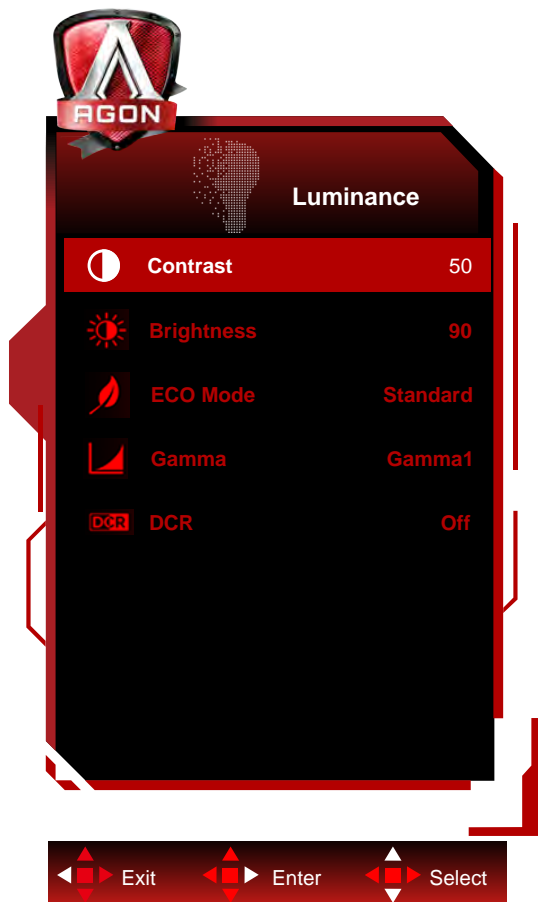 AGON
Luminance
Contrast 50
Brightness 90
ECO Mode Standard
Gamma Gamma1
DCR DCR Off
Exit Enter Select